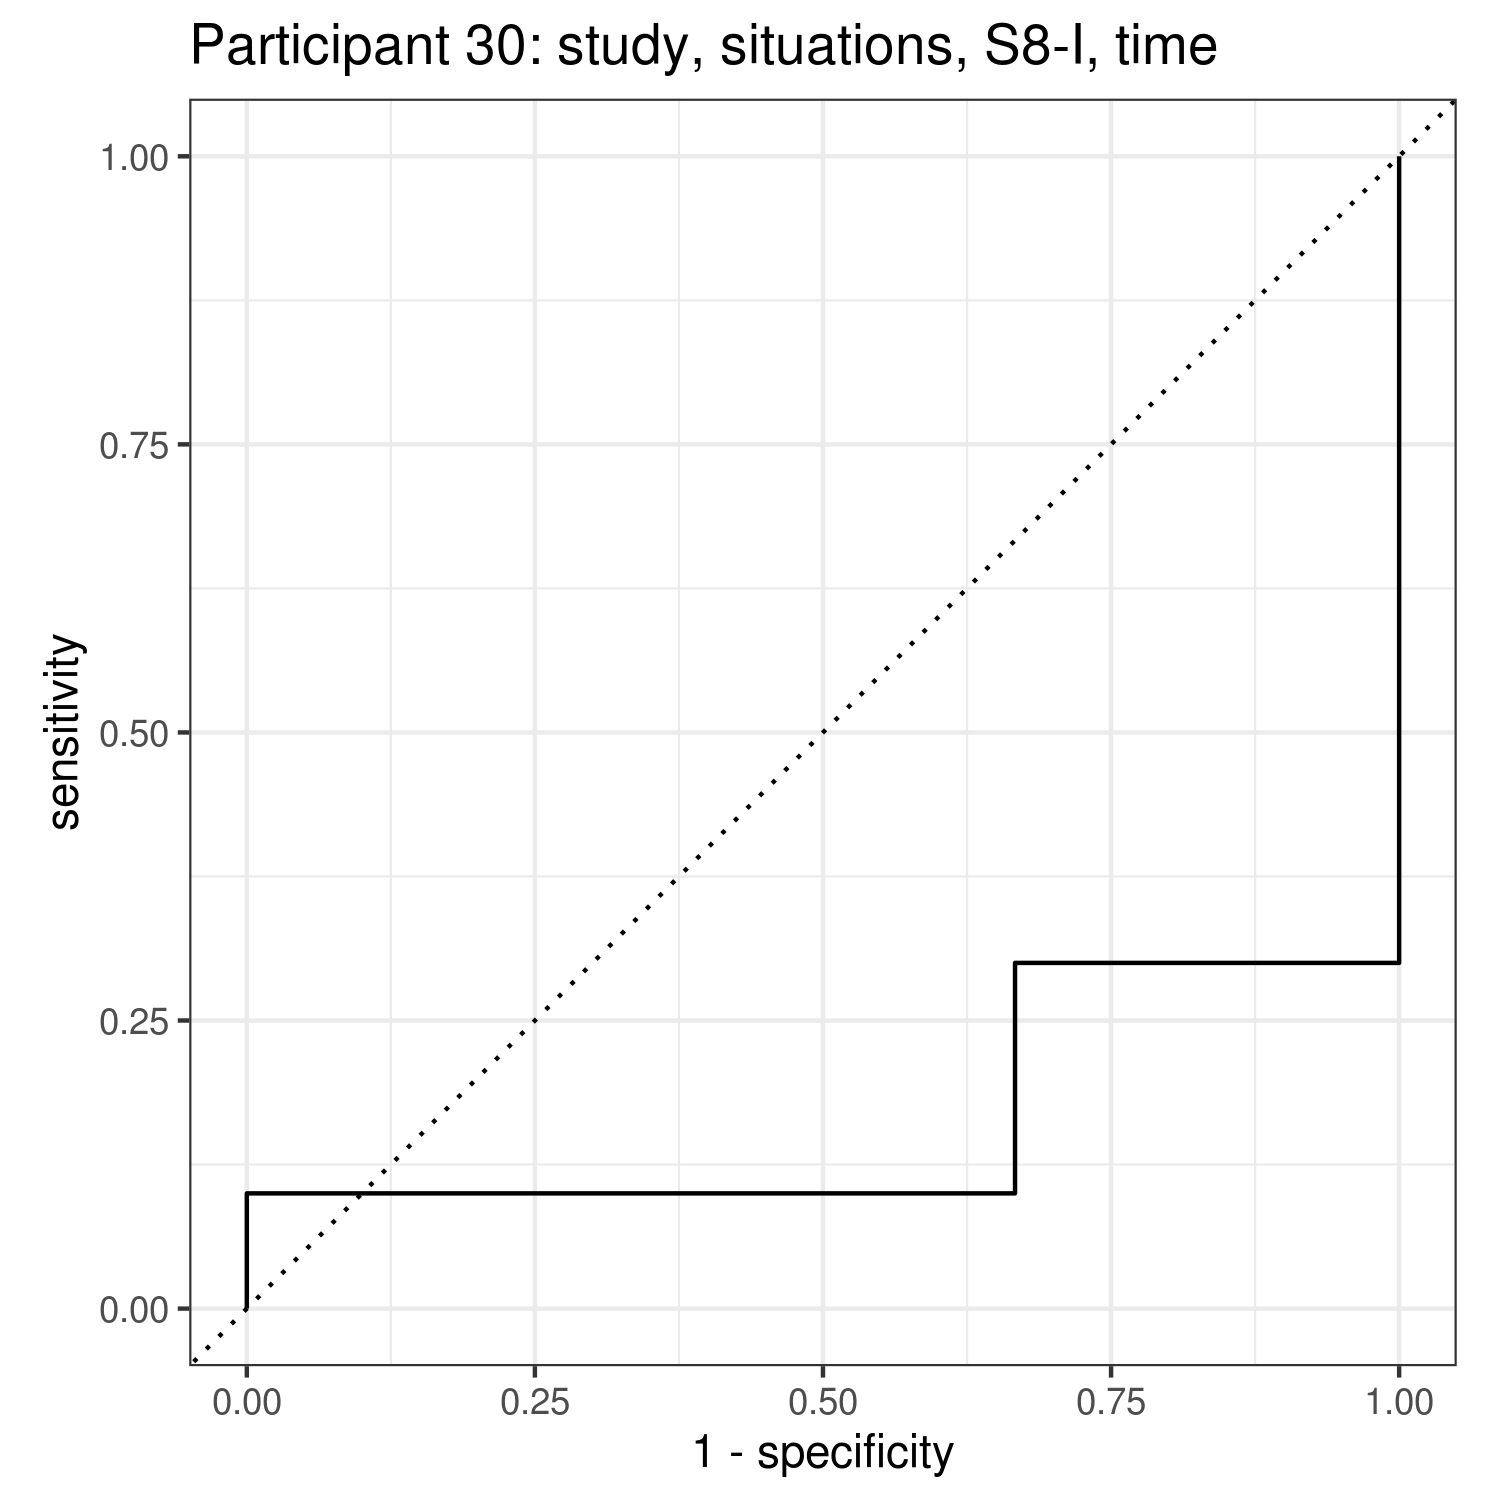 Participant 30: study, situations, S8-I, time
1.00
0.75
0.50
0.25
0.00
sensitivity
0.00 0.25 0.50 0.75 1.00
1 - specificity